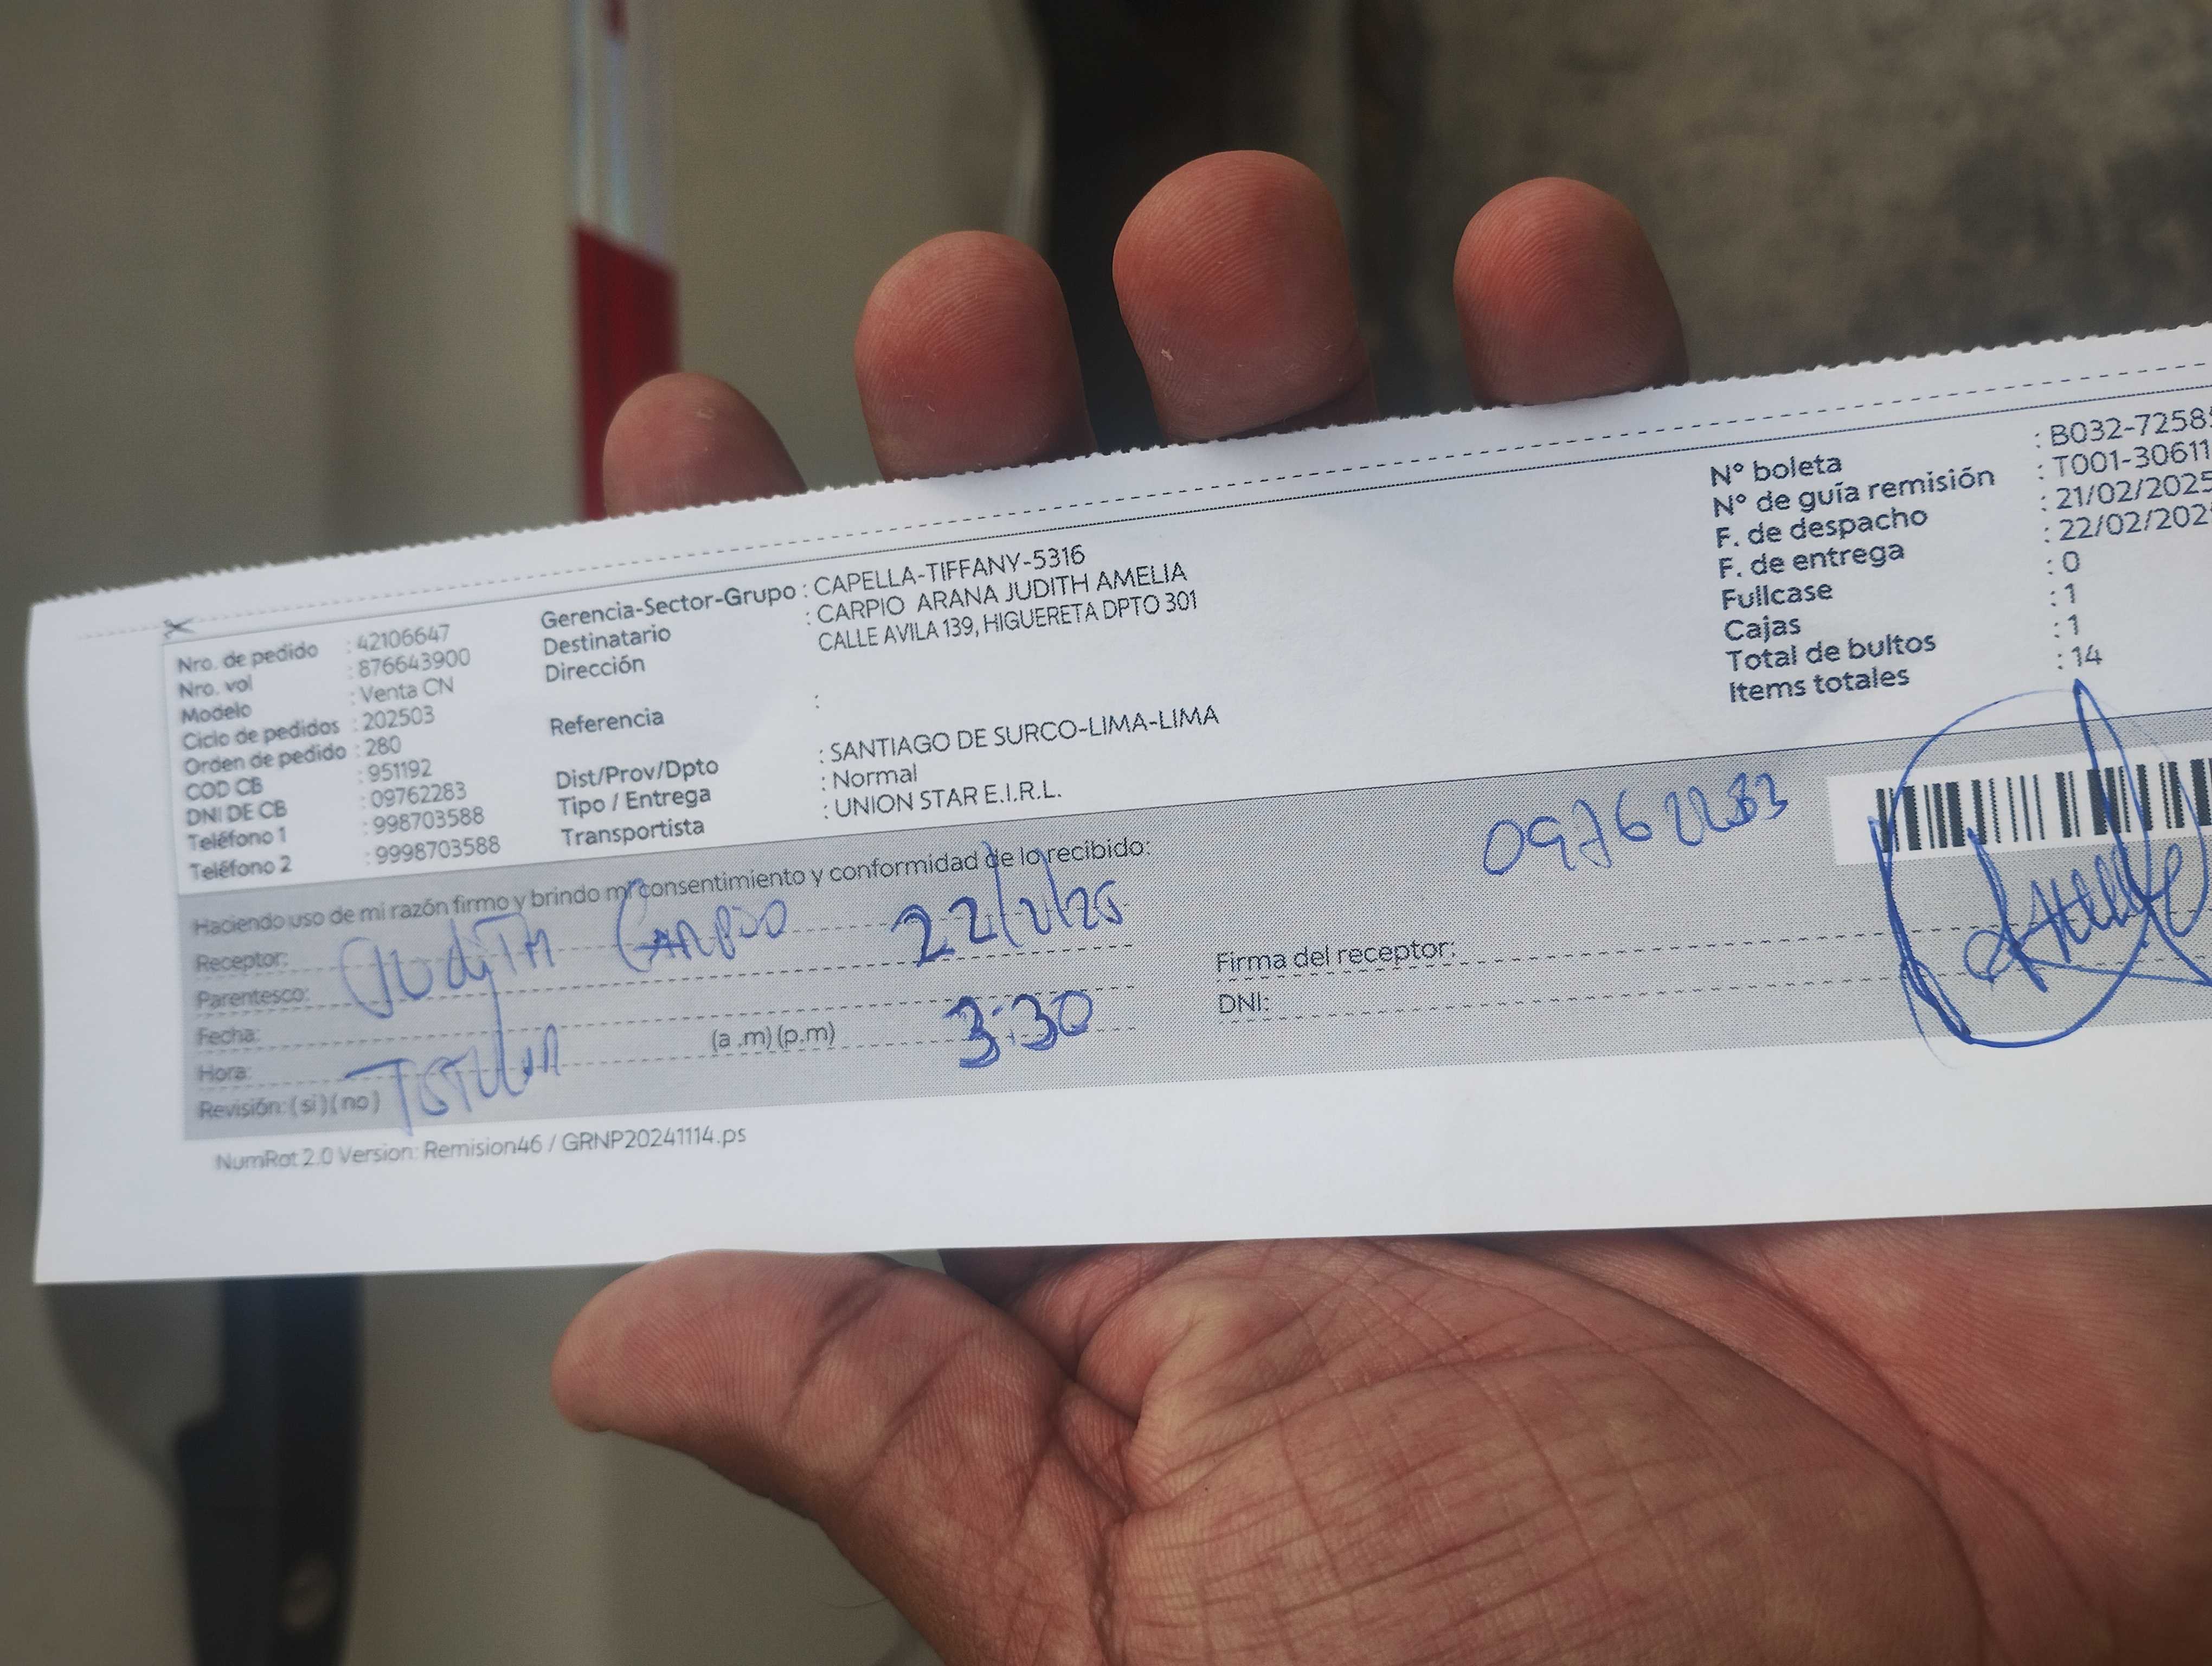 Nro. de pedido : 42106647
Nro. vol : 876643900
Modelo : Venta CN
Ciclo de pedidos : 202503
Orden de pedido : 280
COD CB : 951192
DNI DE CB : 09762283
Teléfono 1 : 998703588
Teléfono 2 : 9998703588
Gerencia-Sector-Grupo : CAPELLA-TIFFANY-5316
Destinatario : CARPIO ARANA JUDITH AMELIA
Dirección CALLE AVILA 139, HIGUERETA DPTO 301
Referencia :
Dist/Prov/Dpto : SANTIAGO DE SURCO-LIMA-LIMA
Tipo / Entrega : Normal
Transportista : UNION STAR E.I.R.L.
N° boleta : B032-7258
N° de guía remisión : T001-30611
F. de despacho : 21/02/2025
F. de entrega : 22/02/202
Fullcase : 0
Cajas : 1
Total de bultos : 1
Items totales : 14
Haciendo uso de mi razón firmo y brindo mi consentimiento y conformidad de lo recibido:
Receptor: Judith Carpio
Parentesco:
Fecha: 22/2/25
Hora: (a .m) (p.m) 3:30
Revisión: (si) (no)
09762283
Firma del receptor:
DNI:
NumRot 2.0 Version: Remision46 / GRNP20241114.ps